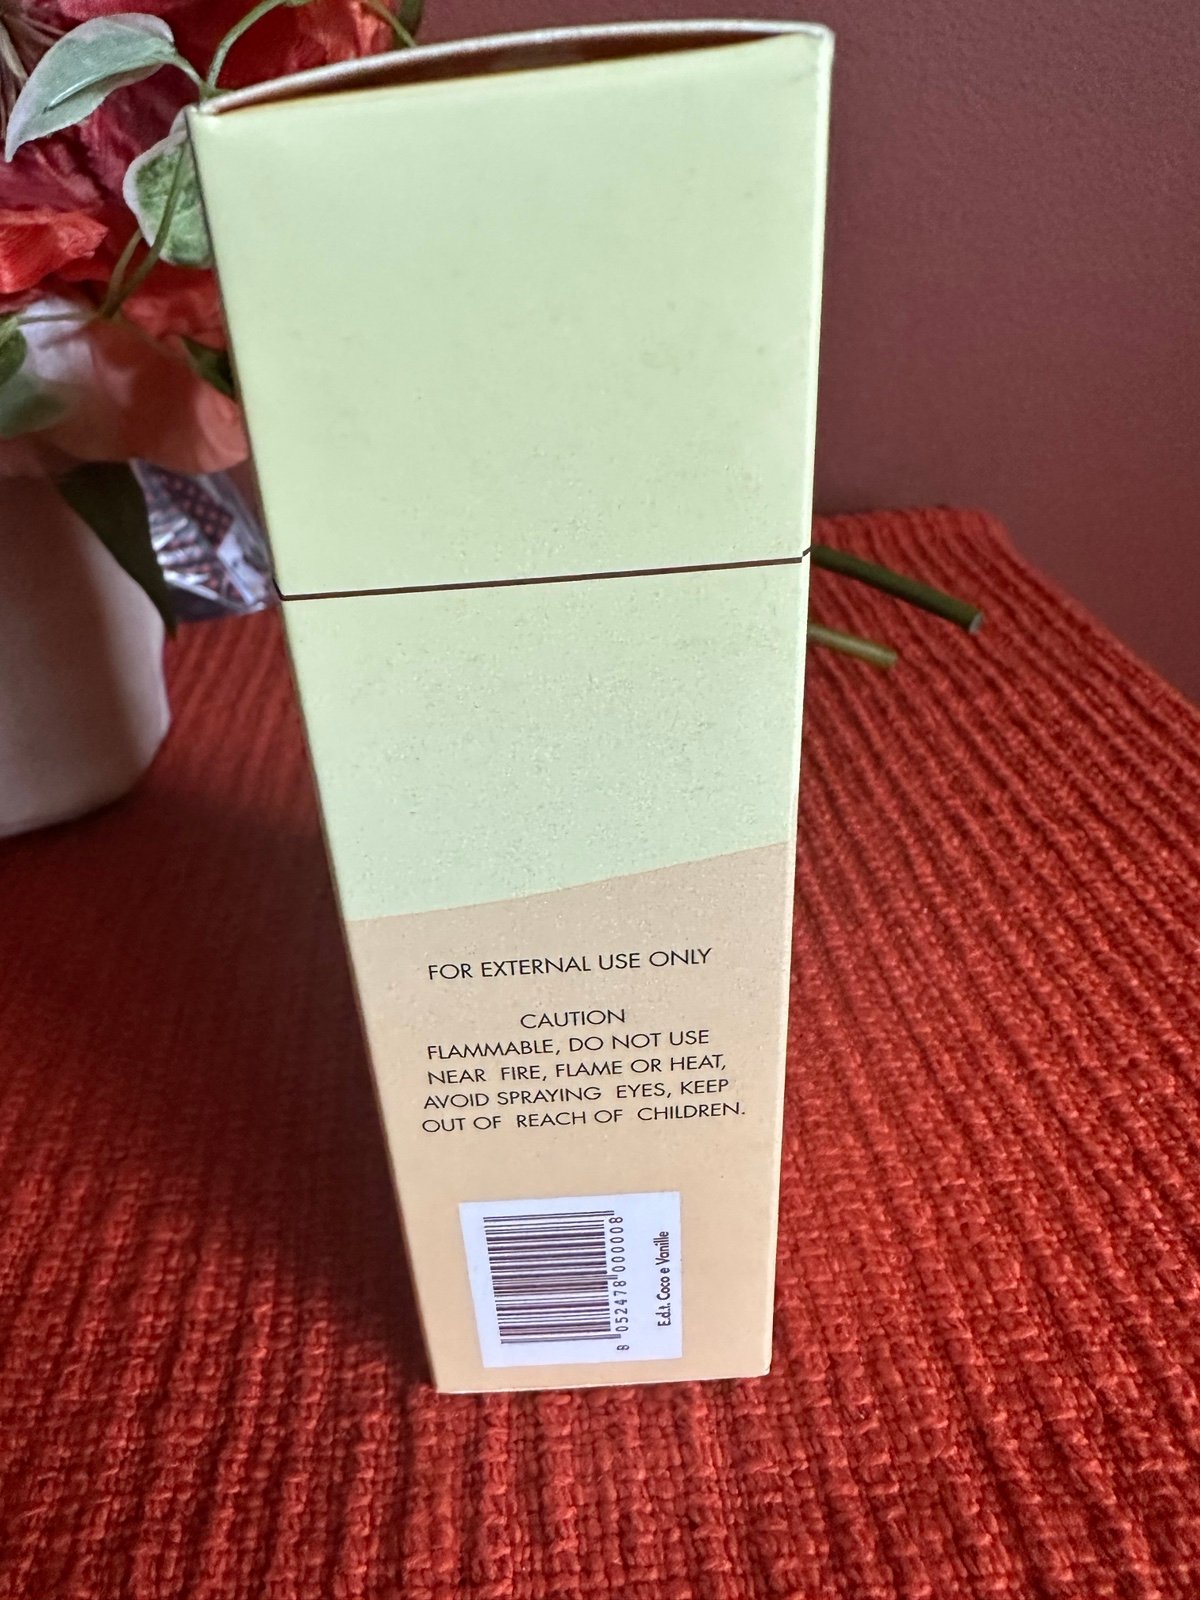 FOR EXTERNAL USE ONLY
CAUTION
FLAMMABLE, DO NOT USE
NEAR FIRE, FLAME OR HEAT,
AVOID SPRAYING EYES, KEEP
OUT OF REACH OF CHILDREN.
8 052478 000008
E.d.t. Coco e Vanille